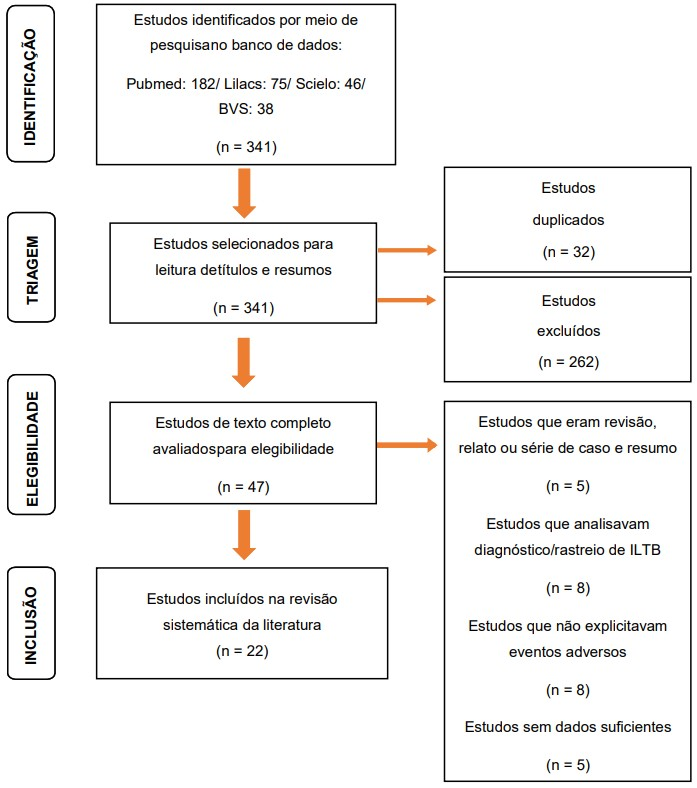 IDENTIFICAÇÃO
Estudos identificados por meio de
pesquisano banco de dados:
Pubmed: 182/ Lilacs: 75/ Scielo: 46/
BVS: 38
(n = 341)
TRIAGEM
Estudos selecionados para
leitura detítulos e resumos
(n = 341)
Estudos
duplicados
(n = 32)
Estudos
excluídos
(n = 262)
ELEGIBILIDADE
Estudos de texto completo
avaliadospara elegibilidade
(n = 47)
Estudos que eram revisão,
relato ou série de caso e resumo
(n = 5)
Estudos que analisavam
diagnóstico/rastreio de ILTB
(n = 8)
Estudos que não explicitavam
eventos adversos
(n = 8)
Estudos sem dados suficientes
(n = 5)
INCLUSÃO
Estudos incluídos na revisão
sistemática da literatura
(n = 22)